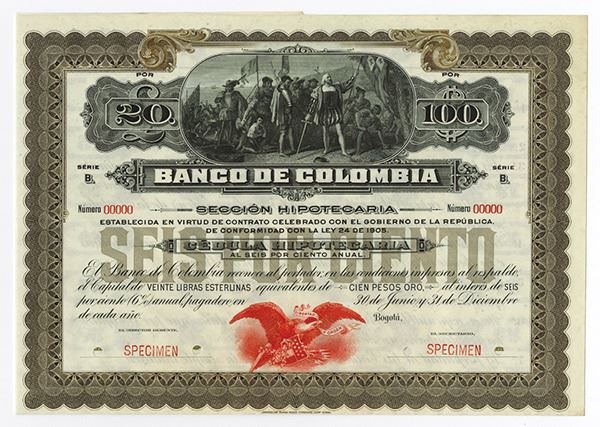 POR
POR
£20.
$100.
SÉRIE
B.
SÉRIE
B.
BANCO DE COLOMBIA
Número 00000
SECCIÓN HIPOTECARIA
Número 00000
ESTABLECIDA EN VIRTUD DE CONTRATO CELEBRADO CON EL GOBIERNO DE LA REPÚBLICA,
DE CONFORMIDAD CON LA LEY 24 DE 1905.
SEIS POR CIENTO
CÉDULA HIPOTECARIA
AL SEIS POR CIENTO ANUAL.
El Banco de Colombia reconoce al portador, en las condiciones impresas al respaldo,
el Capital de VEINTE LIBRAS ESTERLINAS equivalentes de CIEN PESOS ORO, al interés de SEIS
por ciento (6%) anual, pagadero en 30 de Junio y 31 de Diciembre
de cada año.
Bogotá,
EL DIRECTOR GERENTE,
EL SECRETARIO,
SPECIMEN
SPECIMEN